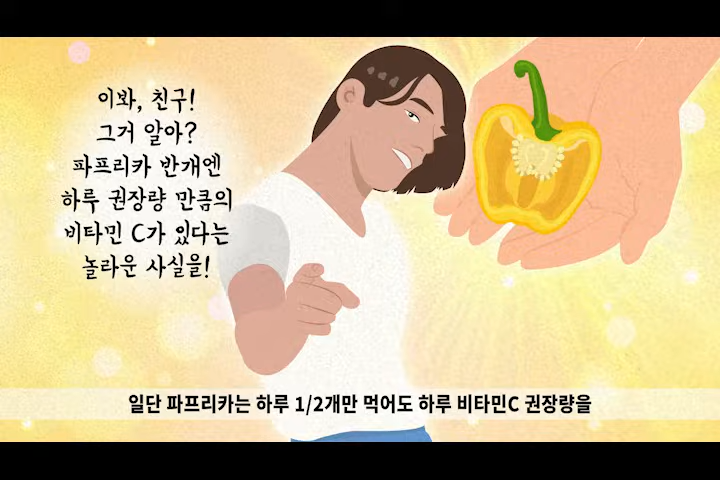 이봐, 친구!
그거 알아?
파프리카 반개엔
하루 권장량 만큼의
비타민 C가 있다는
놀라운 사실을!
일단 파프리카는 하루 1/2개만 먹어도 하루 비타민C 권장량을